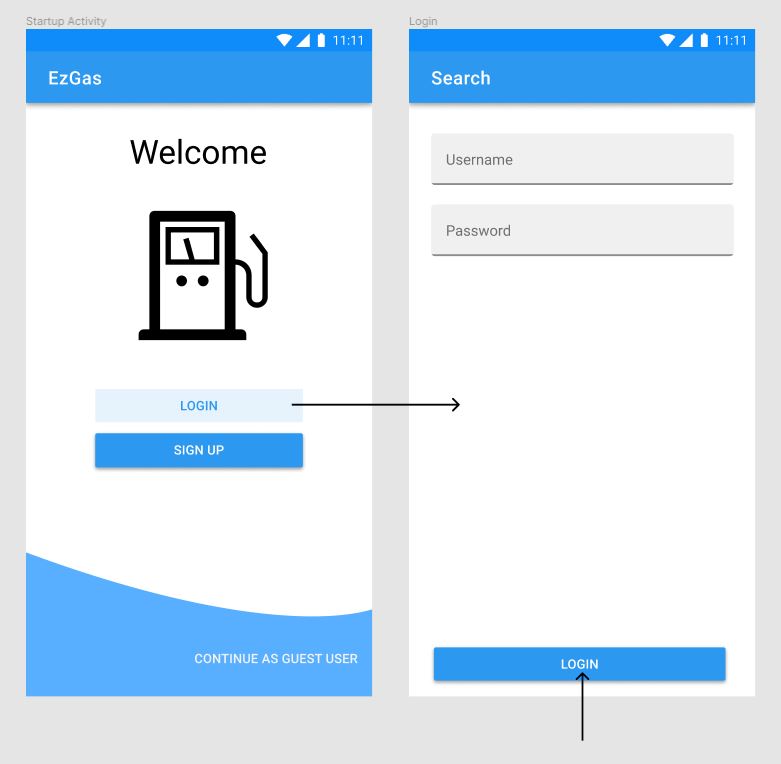 Startup Activity
11:11
EzGas
Welcome
LOGIN
SIGN UP
CONTINUE AS GUEST USER
Login
11:11
Search
Username
Password
LOGIN